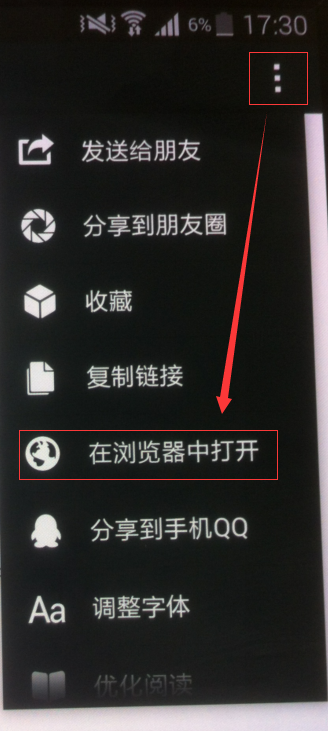 6% 17:30
发送给朋友
分享到朋友圈
收藏
复制链接
在浏览器中打开
分享到手机QQ
Aa 调整字体
优化阅读